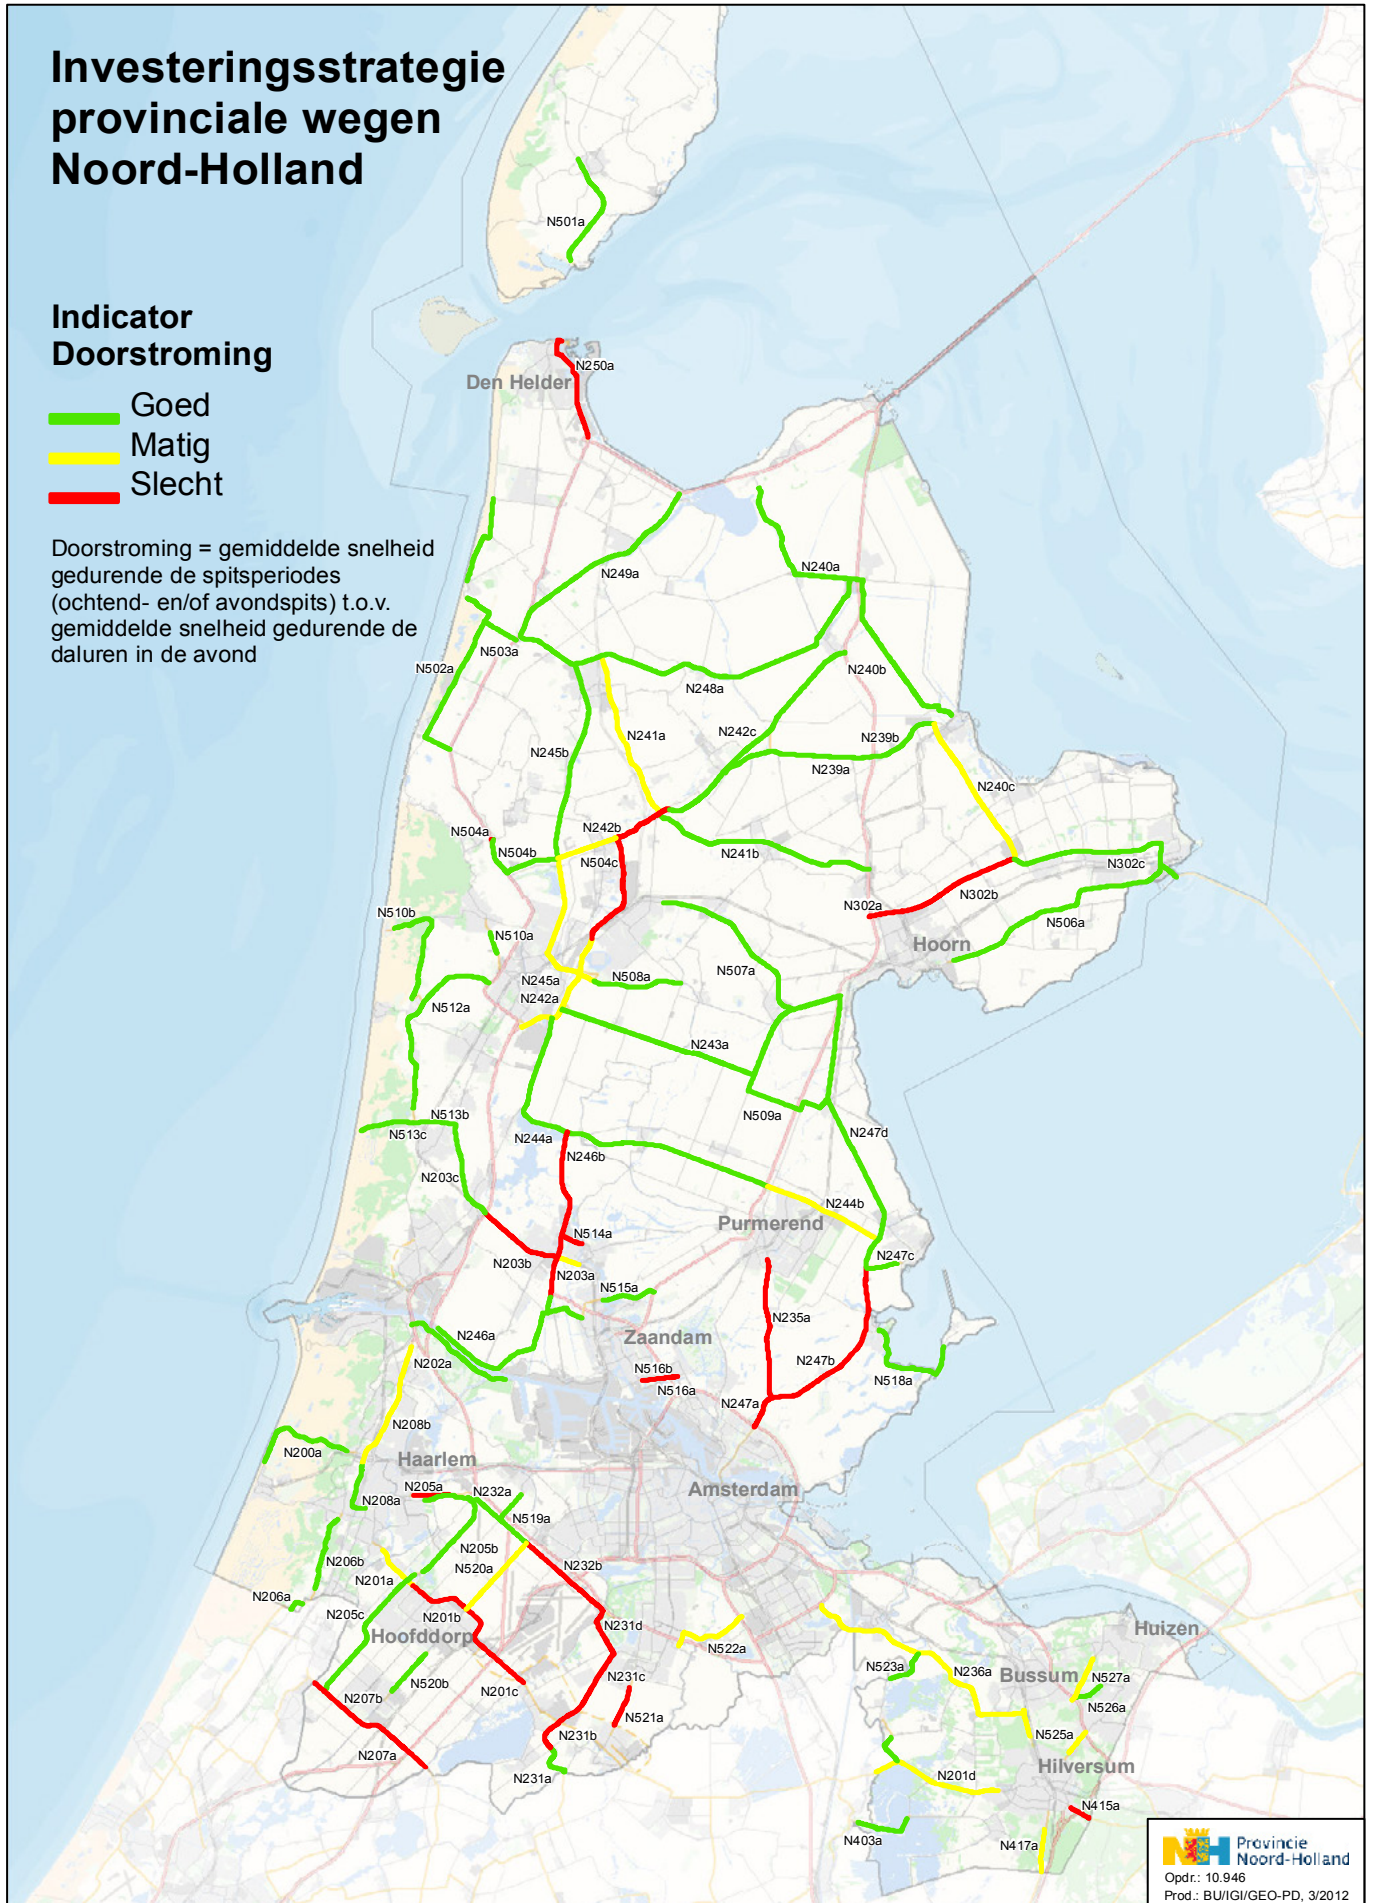 Investeringsstrategie
provinciale wegen
Noord-Holland
Indicator
Doorstroming
Goed
Matig
Slecht
Doorstroming = gemiddelde snelheid
gedurende de spitsperiodes
(ochtend- en/of avondspits) t.o.v.
gemiddelde snelheid gedurende de
daluren in de avond
N501a
N250a
Den Helder
N240a
N249a
N503a
N502a
N240b
N248a
N242c
N241a
N239b
N245b
N239a
N240c
N242b
N504a
N504b
N504c
N241b
N302c
N302b
N302a
N510b
N506a
N510a
Hoorn
N507a
N508a
N245a
N242a
N512a
N243a
N513b
N509a
N513c
N244a
N247d
N246b
N203c
N244b
Purmerend
N514a
N247c
N203b
N203a
N515a
N235a
N246a
Zaandam
N202a
N247b
N516b
N518a
N516a
N247a
N208b
N200a
Haarlem
N205a
Amsterdam
N232a
N208a
N519a
N205b
N206b
N520a
N232b
N201a
N206a
N205c
N201b
N231d
Hoofddorp
N522a
Huizen
N523a
N236a
Bussum
N527a
N231c
N520b
N201c
N207b
N526a
N521a
N231b
N525a
N207a
Hilversum
N231a
N201d
N415a
N403a
N417a
Provincie
Noord-Holland
Opdr.: 10.946
Prod.: BU/IGI/GEO-PD, 3/2012